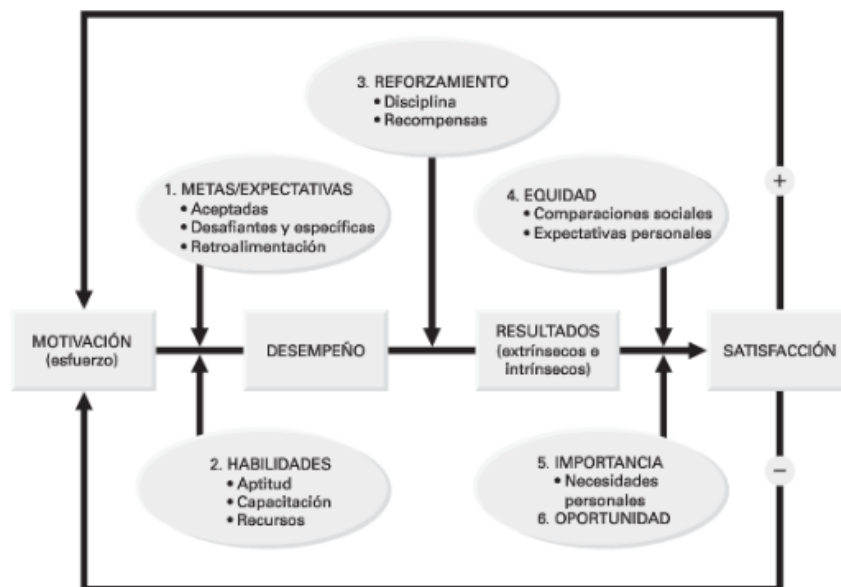 3. REFORZAMIENTO
• Disciplina
• Recompensas
1. METAS/EXPECTATIVAS
• Aceptadas
• Desafiantes y específicas
• Retroalimentación
4. EQUIDAD
• Comparaciones sociales
• Expectativas personales
+
MOTIVACIÓN
(esfuerzo)
DESEMPEÑO
RESULTADOS
(extrínsecos e
intrínsecos)
SATISFACCIÓN
2. HABILIDADES
• Aptitud
• Capacitación
• Recursos
5. IMPORTANCIA
• Necesidades
personales
6. OPORTUNIDAD
−